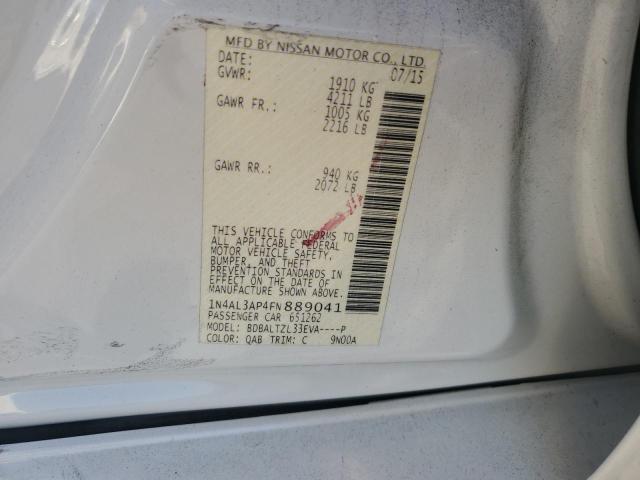 MFD BY NISSAN MOTOR CO., LTD.
DATE: 07/15
GVWR: 1910 KG
4211 LB
GAWR FR.: 1005 KG
2216 LB
GAWR RR.: 940 KG
2072 LB
THIS VEHICLE CONFORMS TO
ALL APPLICABLE FEDERAL
MOTOR VEHICLE SAFETY,
BUMPER, AND THEFT
PREVENTION STANDARDS IN
EFFECT ON THE DATE OF
MANUFACTURE SHOWN ABOVE.
1N4AL3AP4FN889041
PASSENGER CAR 651262
MODEL: BDBALTZL33EVA----P
COLOR: QAB TRIM: C 9N00A